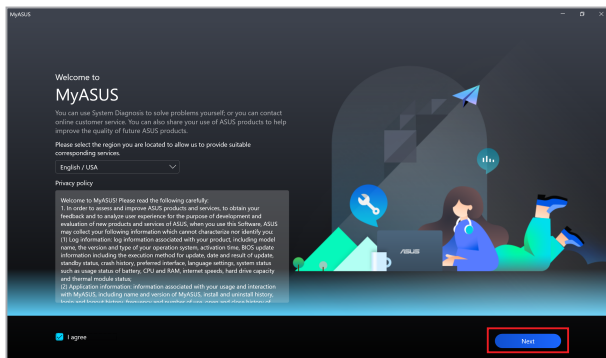 MyASUS
Welcome to
MyASUS
You can use System Diagnosis to solve problems yourself; or you can contact
online customer service. You can also share your use of ASUS products to help
improve the quality of future ASUS products.
Please select the region you are located to allow us to provide suitable
corresponding services.
English / USA
Privacy policy
Welcome to MyASUS! Please read the following carefully:
1. In order to assess and improve ASUS products and services, to obtain your
feedback and to analyze user experience for the purpose of development and
evaluation of new products and services of ASUS, when you use this Software, ASUS
may collect your following information which cannot characterize nor identify you:
(1) Log information: log information associated with your product, including model
name, the version and type of your operation system, activation time, BIOS update
information including the execution method for update, date and result of update,
standby status, crash history, preferred interface, language settings, system status
such as usage status of battery, CPU and RAM, internet speeds, hard drive capacity
and thermal module status;
(2) Application information: information associated with your usage and interaction
with MyASUS, including name and version of MyASUS, install and uninstall history,
ASUS
I agree
Next